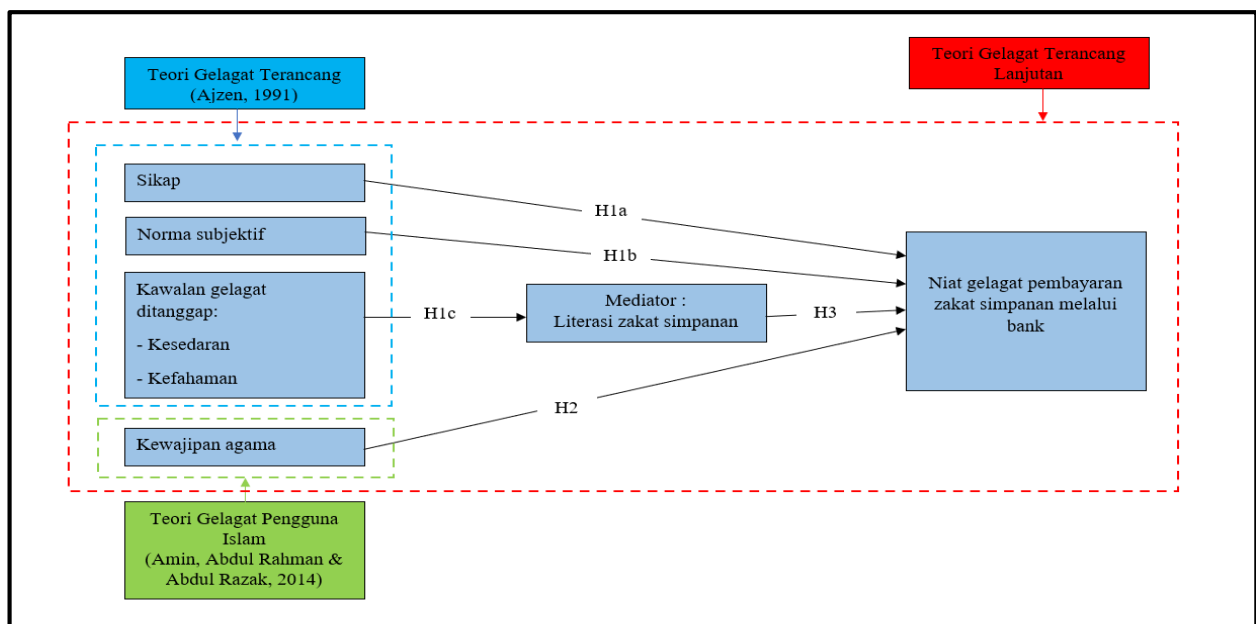 Teori Gelagat Terancang
(Ajzen, 1991)
Teori Gelagat Terancang
Lanjutan
Sikap
H1a
Norma subjektif
H1b
Kawalan gelagat
ditanggap:
- Kesedaran
- Kefahaman
H1c
Mediator :
Literasi zakat simpanan
H3
Niat gelagat pembayaran
zakat simpanan melalui
bank
H2
Kewajipan agama
Teori Gelagat Pengguna
Islam
(Amin, Abdul Rahman &
Abdul Razak, 2014)